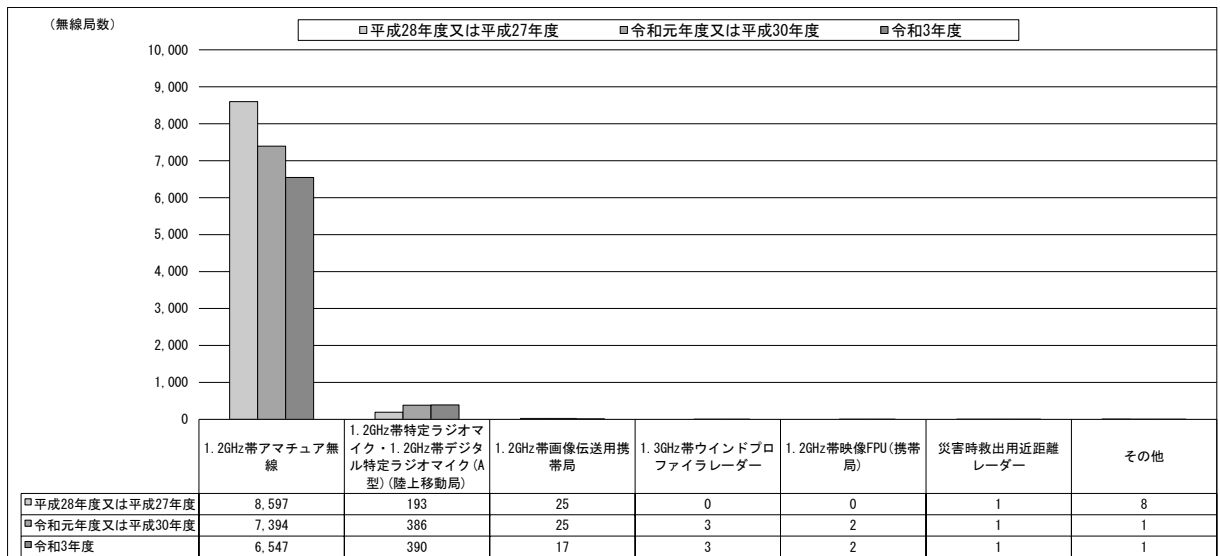 (無線局数)
□平成28年度又は平成27年度 ■令和元年度又は平成30年度 ■令和3年度
10,000
9,000
8,000
7,000
6,000
5,000
4,000
3,000
2,000
1,000
0
1.2GHz帯アマチュア無線
1.2GHz帯特定ラジオマイク・1.2GHz帯デジタル特定ラジオマイク(A型)(陸上移動局)
1.2GHz帯画像伝送用携帯局
1.3GHz帯ウインドプロファイラレーダー
1.2GHz帯映像FPU(携帯局)
災害時救出用近距離レーダー
その他
□平成28年度又は平成27年度 8,597 193 25 0 0 1 8
■令和元年度又は平成30年度 7,394 386 25 3 2 1 1
■令和3年度 6,547 390 17 3 2 1 1